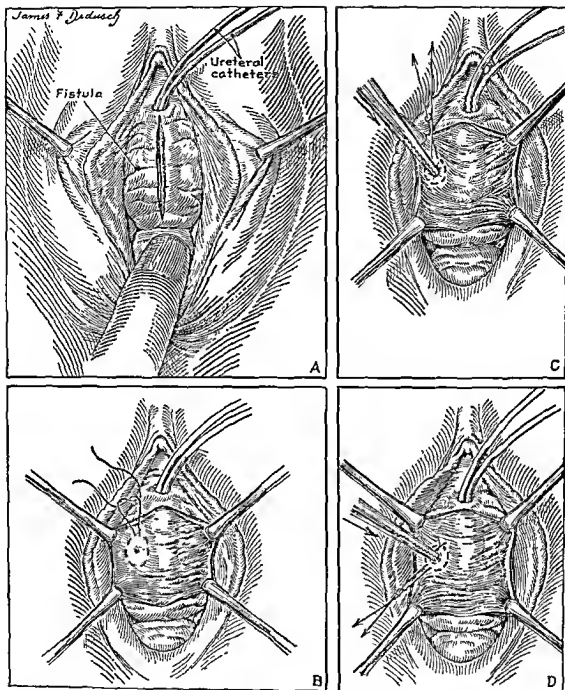 James F Didusch
Ureteral
catheters
Fistula
A
C
B
D